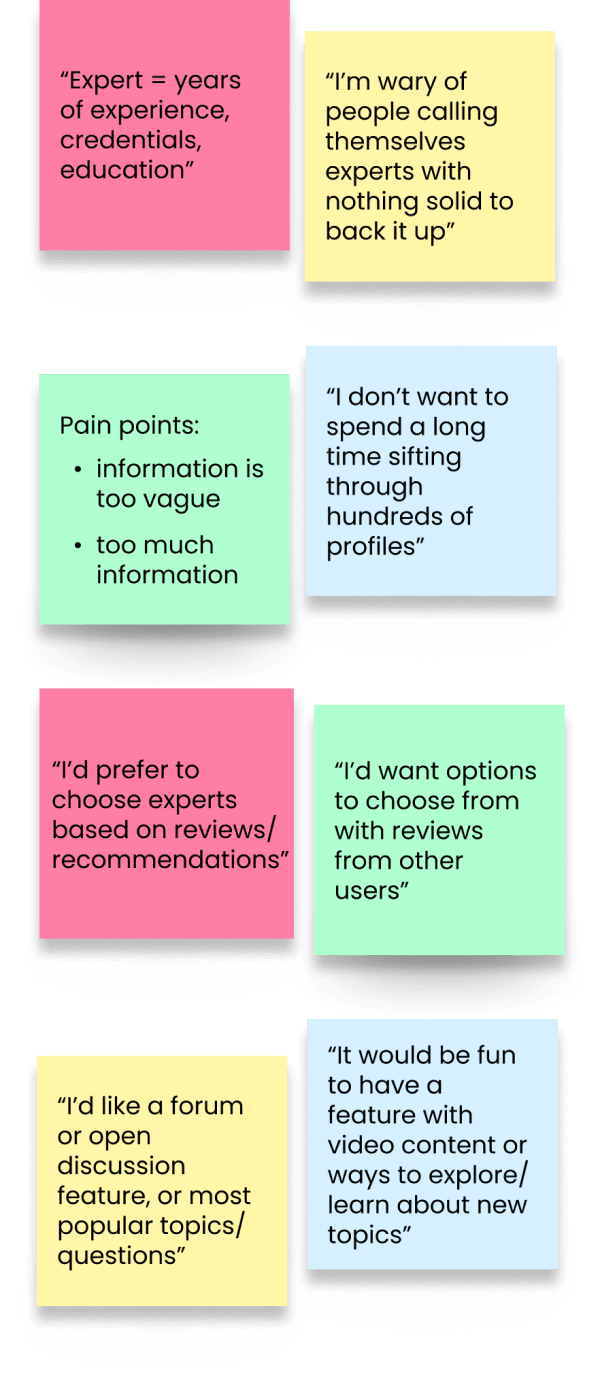 “Expert = years
of experience,
credentials,
education”
“I’m wary of
people calling
themselves
experts with
nothing solid to
back it up”
Pain points:
• information is
too vague
• too much
information
“I don’t want to
spend a long
time sifting
through
hundreds of
profiles”
“I’d prefer to
choose experts
based on reviews/
recommendations”
“I’d want options
to choose from
with reviews
from other
users”
“I’d like a forum
or open
discussion
feature, or most
popular topics/
questions”
“It would be fun
to have a
feature with
video content or
ways to explore/
learn about new
topics”